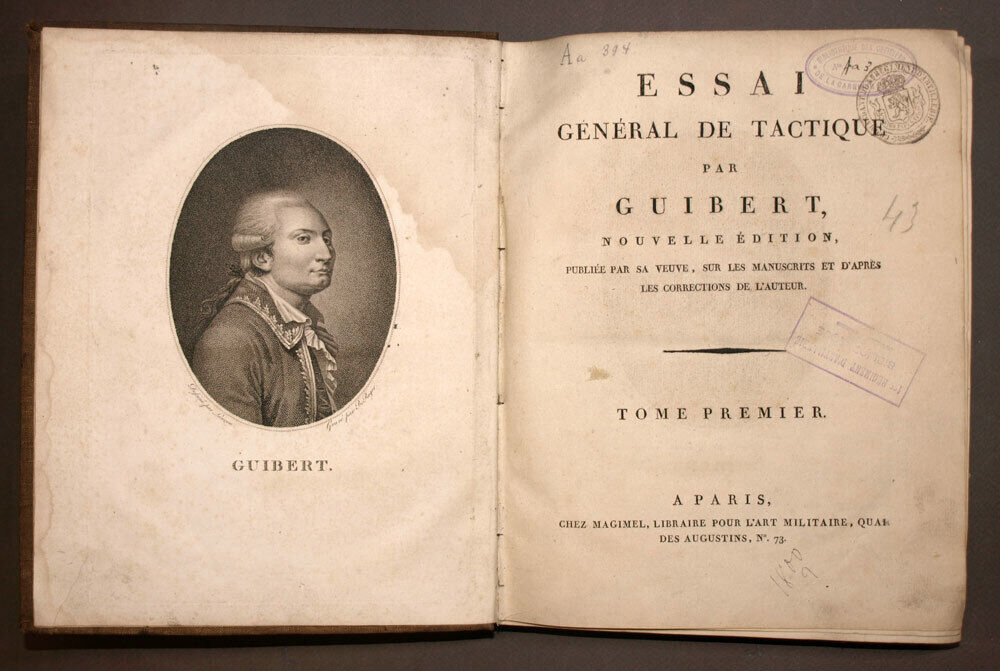 GUIBERT.
Aa 394
ESSAI
GÉNÉRAL DE TACTIQUE
PAR
GUIBERT,
NOUVELLE ÉDITION,
PUBLIÉE PAR SA VEUVE, SUR LES MANUSCRITS ET D'APRÈS
LES CORRECTIONS DE L'AUTEUR.
43
TOME PREMIER.
A PARIS,
CHEZ MAGIMEL, LIBRAIRE POUR L'ART MILITAIRE, QUAI
DES AUGUSTINS, N°. 73.